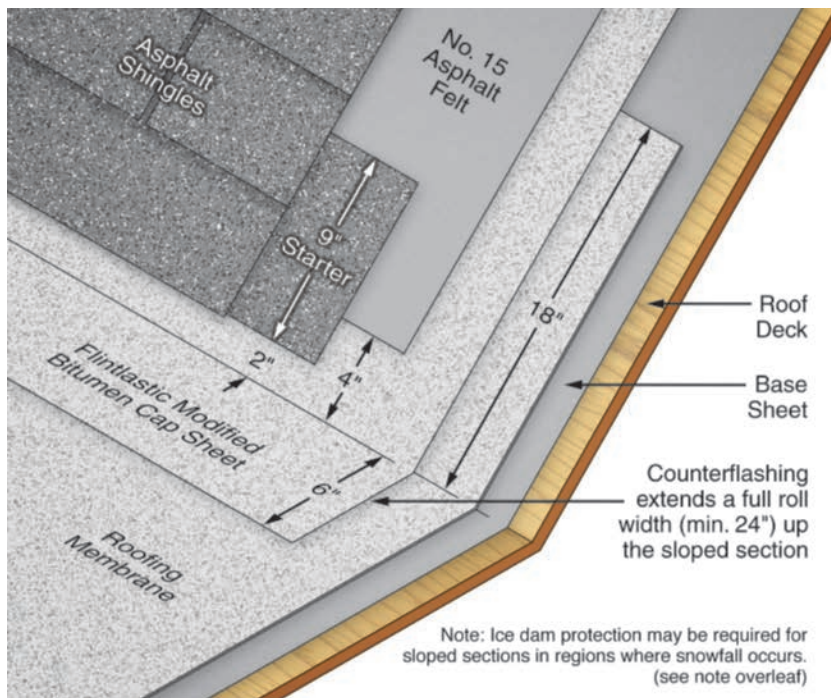 Asphalt
Shingles
No. 15
Asphalt
Felt
9"
Starter
18"
2"
4"
Roof
Deck
Base
Sheet
Flintlastic Modified
Bitumen Cap Sheet
6"
Counterflashing
extends a full roll
width (min. 24") up
the sloped section
Roofing
Membrane
Note: Ice dam protection may be required for
sloped sections in regions where snowfall occurs.
(see note overleaf)